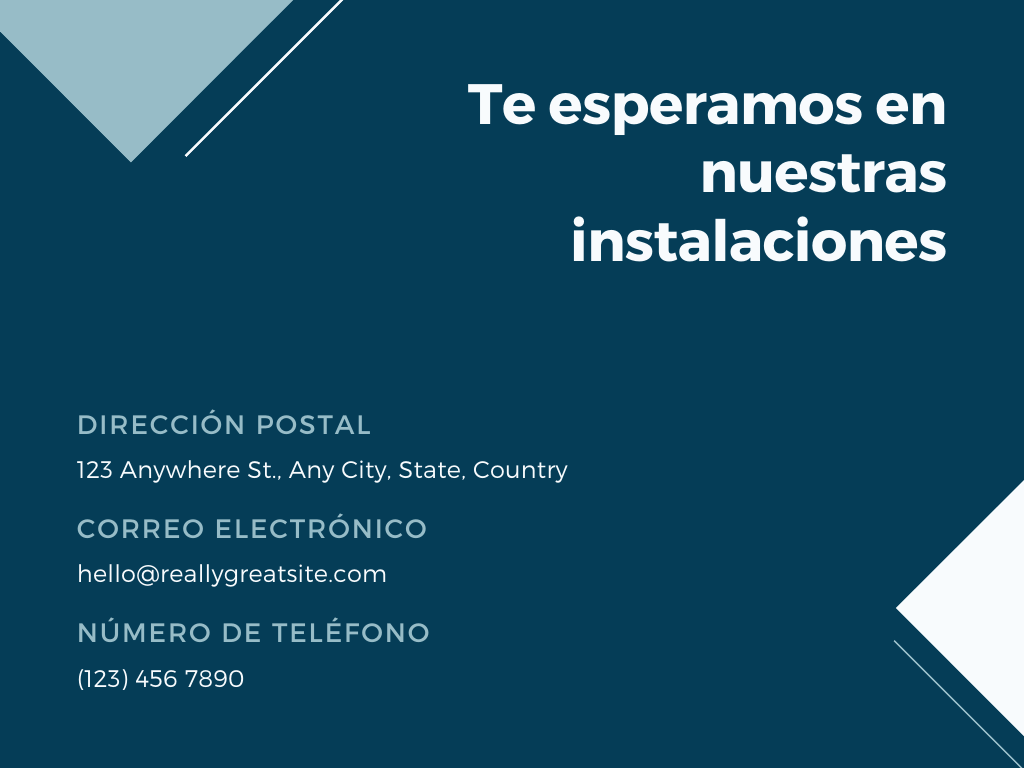 Te esperamos en
nuestras
instalaciones
DIRECCIÓN POSTAL
123 Anywhere St., Any City, State, Country
CORREO ELECTRÓNICO
hello@reallygreatsite.com
NÚMERO DE TELÉFONO
(123) 456 7890